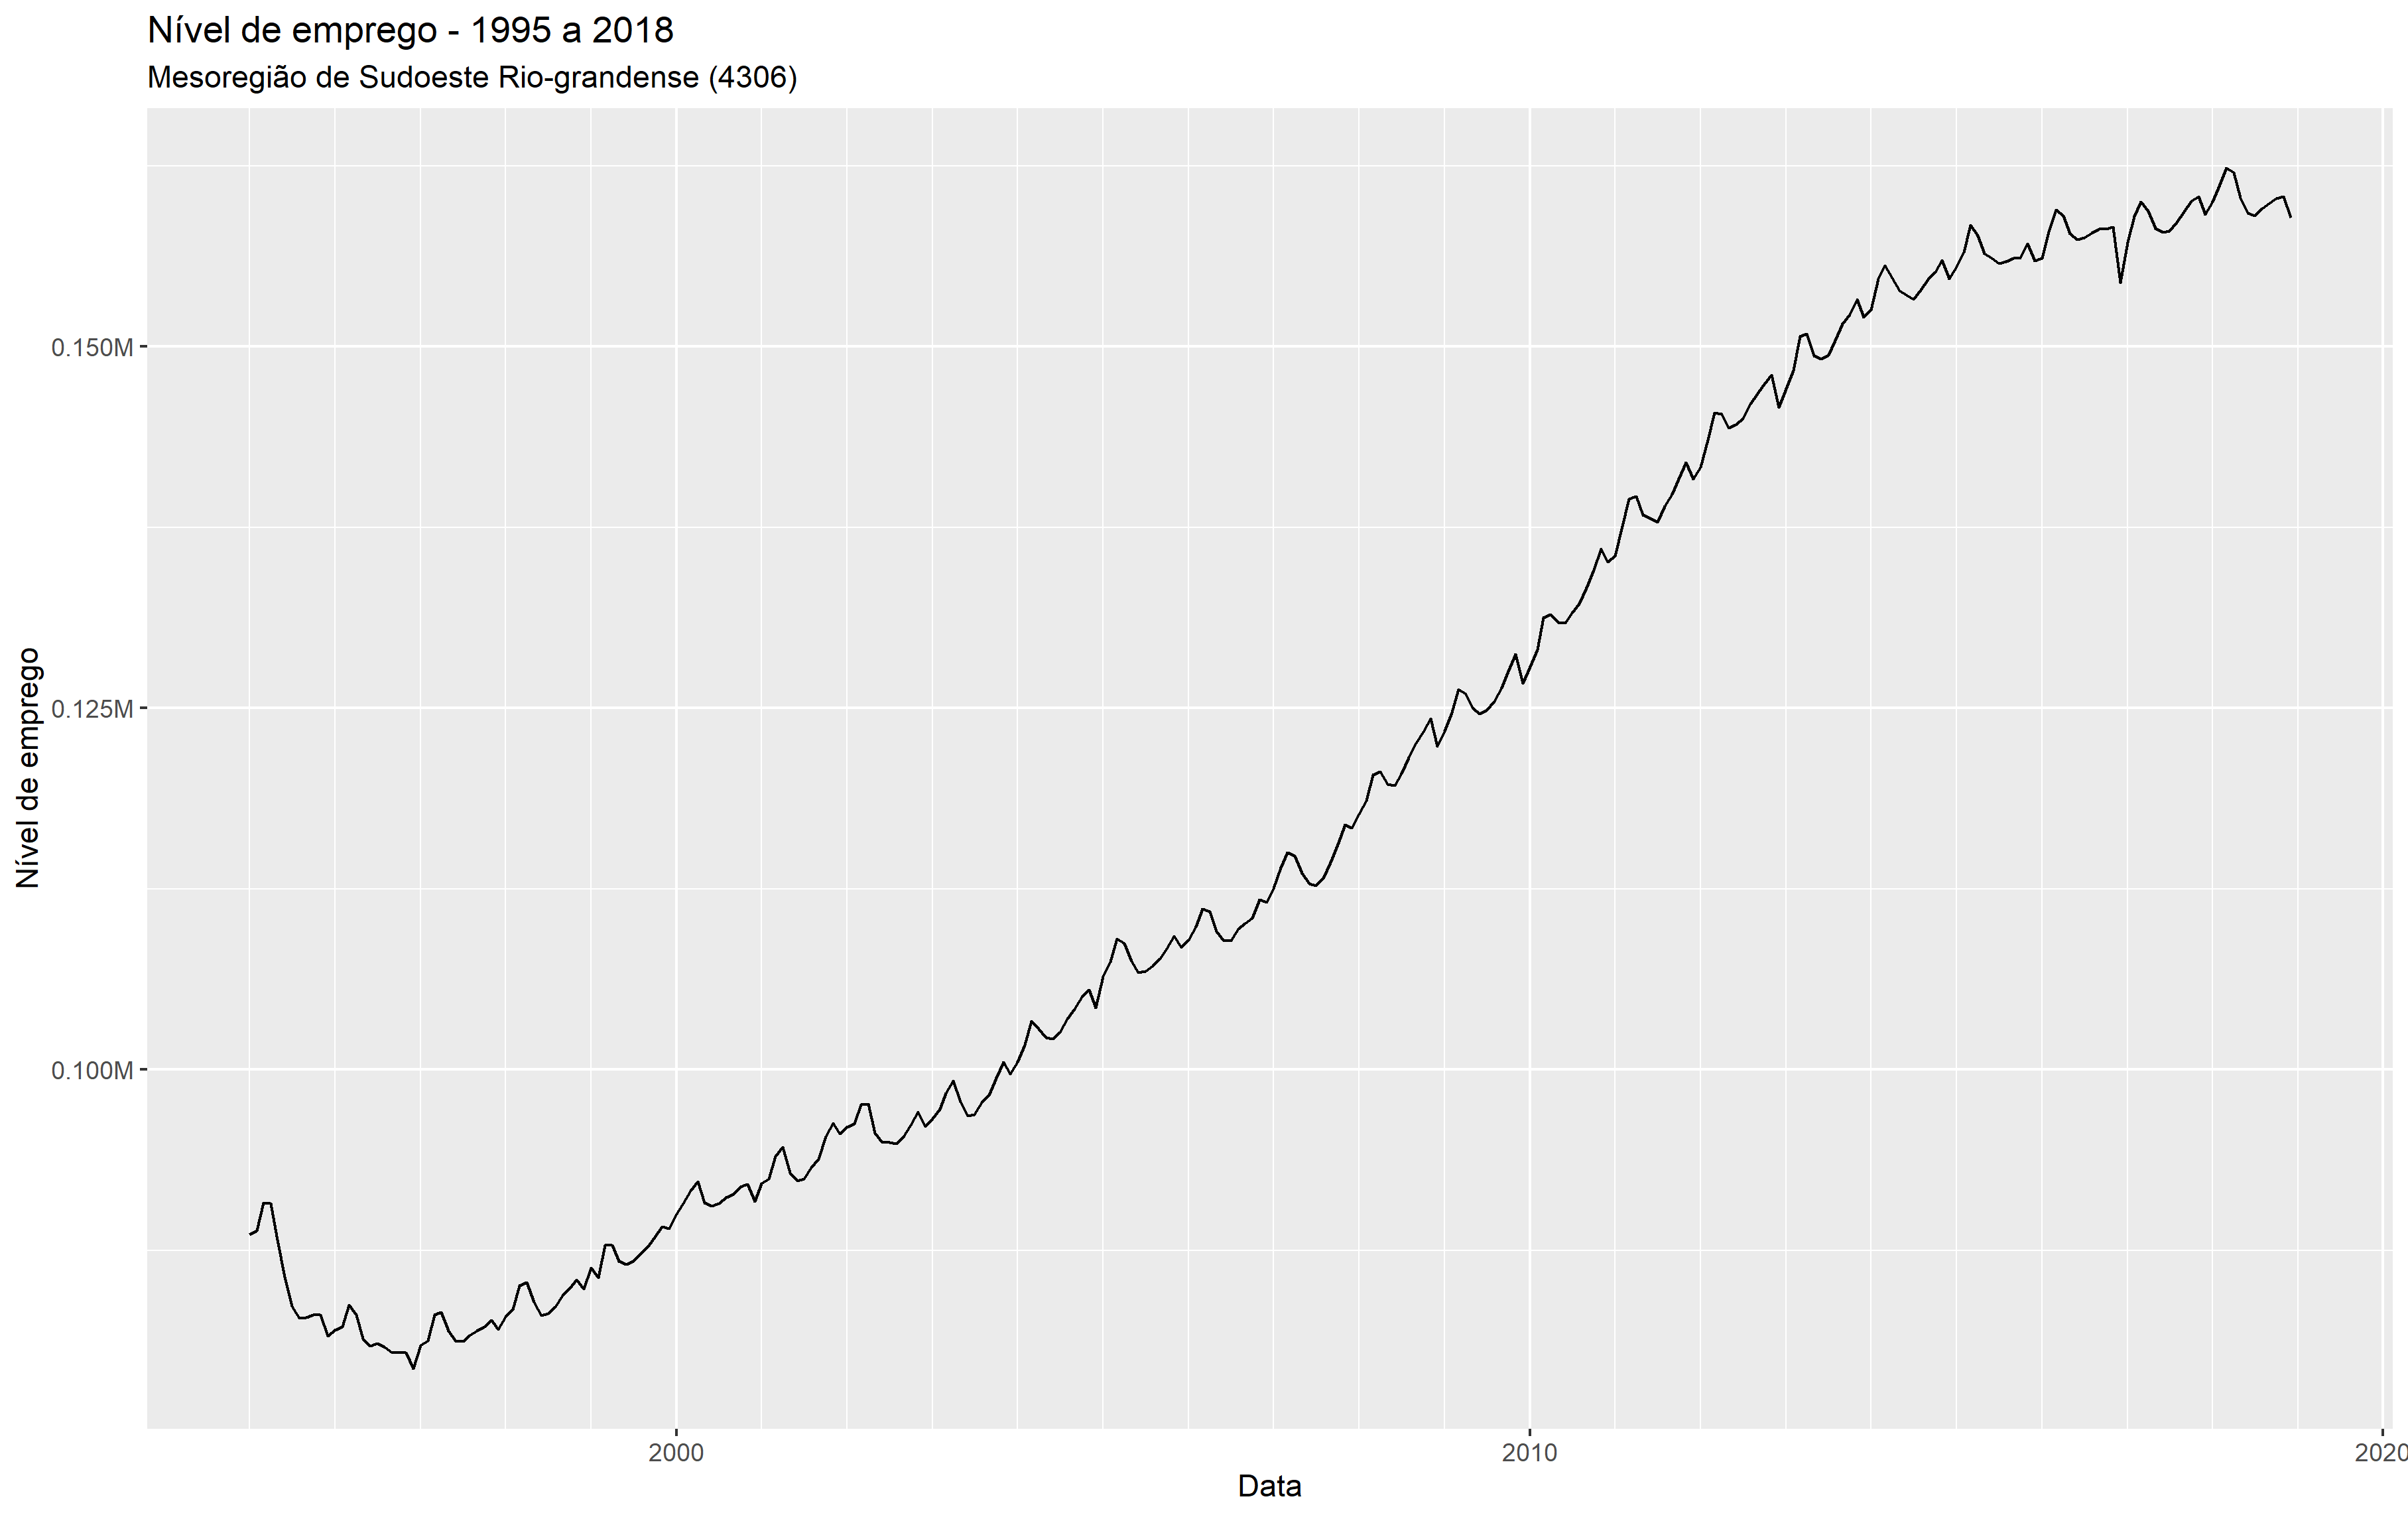 Nível de emprego - 1995 a 2018
Mesoregião de Sudoeste Rio-grandense (4306)
Nível de emprego
0.150M
0.125M
0.100M
2000
2010
2020
Data